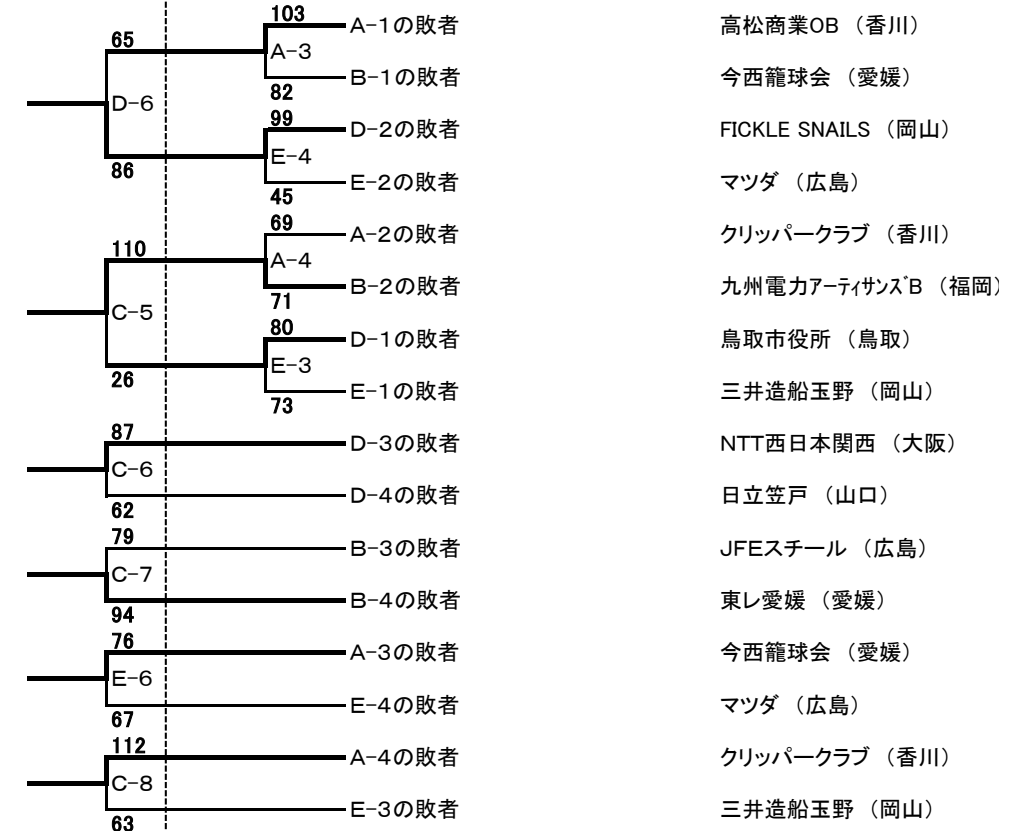 103
A-1の敗者 高松商業OB （香川）
65
A-3
B-1の敗者 今西籠球会 （愛媛）
82
D-6
99
D-2の敗者 FICKLE SNAILS （岡山）
E-4
86
E-2の敗者 マツダ （広島）
45
69
A-2の敗者 クリッパークラブ （香川）
110
A-4
B-2の敗者 九州電力ｱｰﾃｨｻﾝｽﾞB （福岡）
71
C-5
80
D-1の敗者 鳥取市役所 （鳥取）
E-3
26
E-1の敗者 三井造船玉野 （岡山）
73
87
D-3の敗者 NTT西日本関西 （大阪）
C-6
D-4の敗者 日立笠戸 （山口）
62
79
B-3の敗者 JFEスチール （広島）
C-7
B-4の敗者 東レ愛媛 （愛媛）
94
76
A-3の敗者 今西籠球会 （愛媛）
E-6
E-4の敗者 マツダ （広島）
67
112
A-4の敗者 クリッパークラブ （香川）
C-8
E-3の敗者 三井造船玉野 （岡山）
63